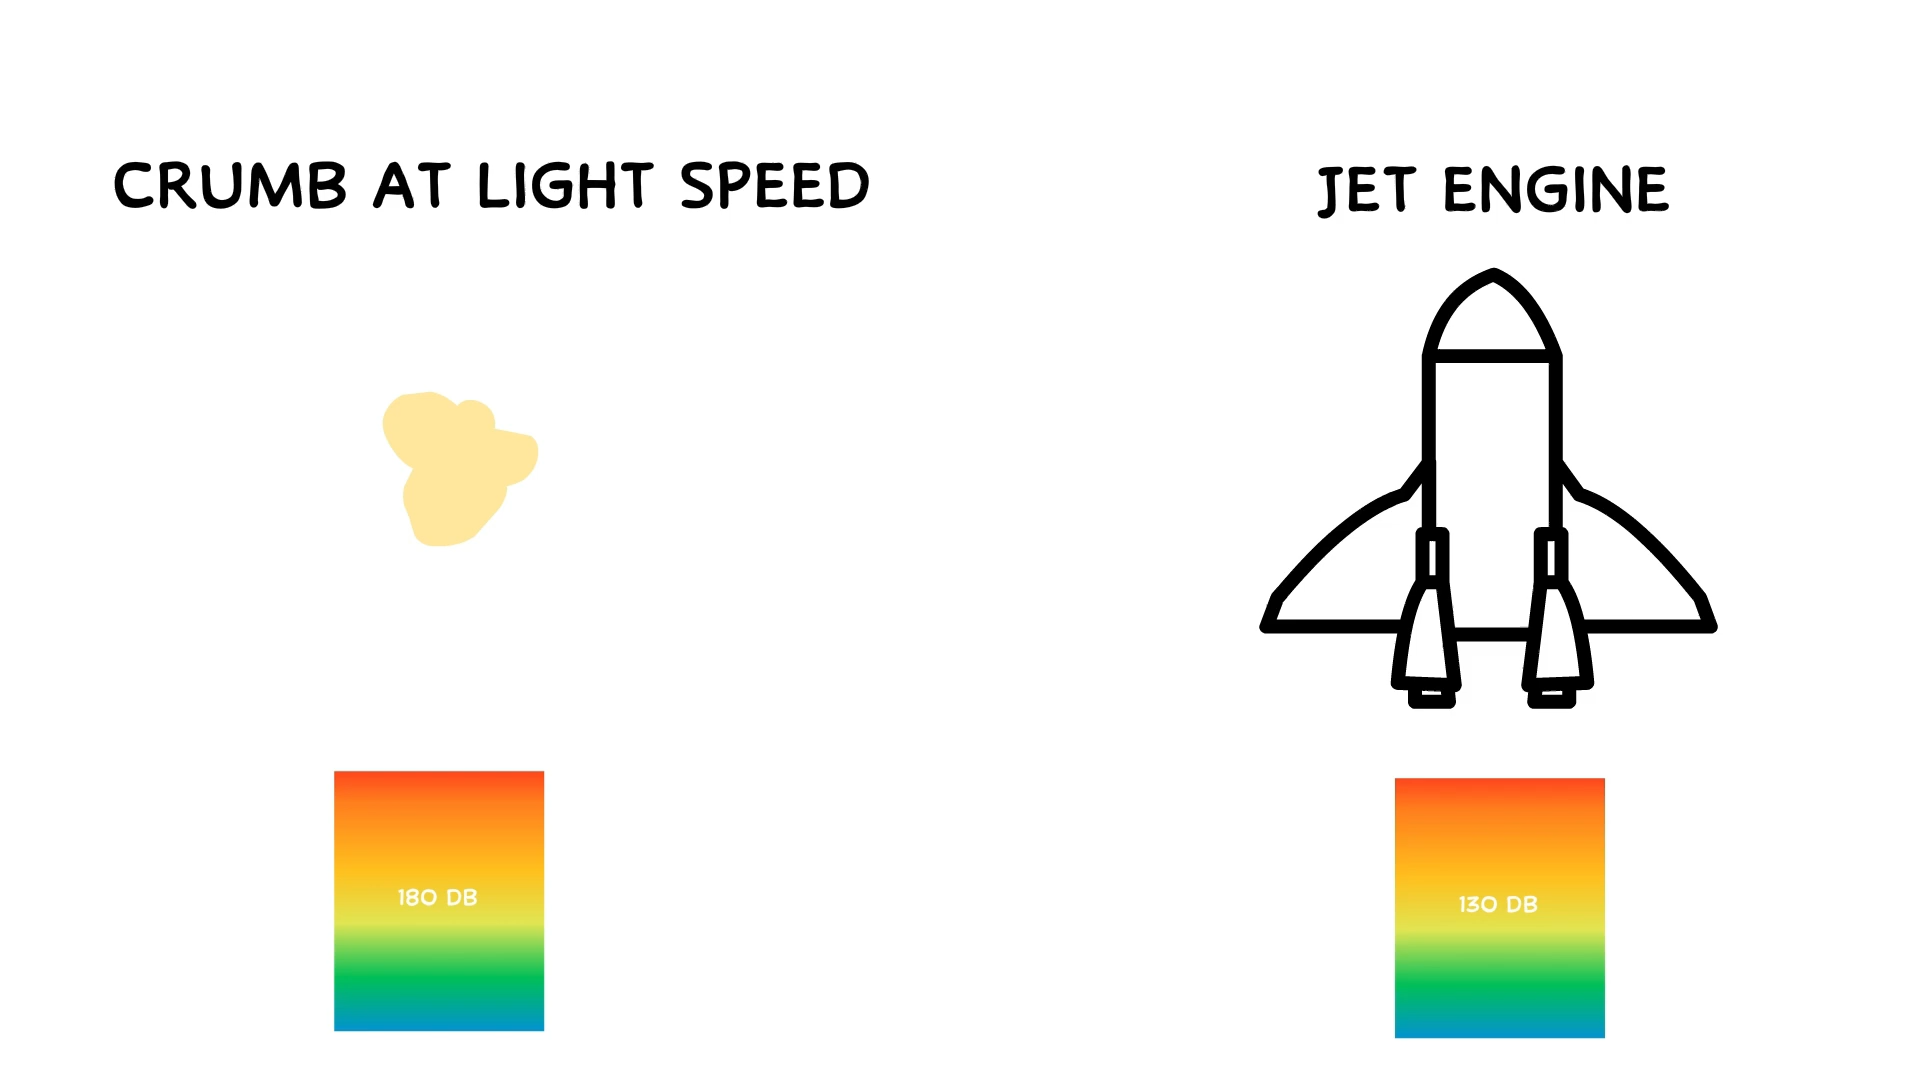 CRUMB AT LIGHT SPEED
JET ENGINE
180 DB
130 DB